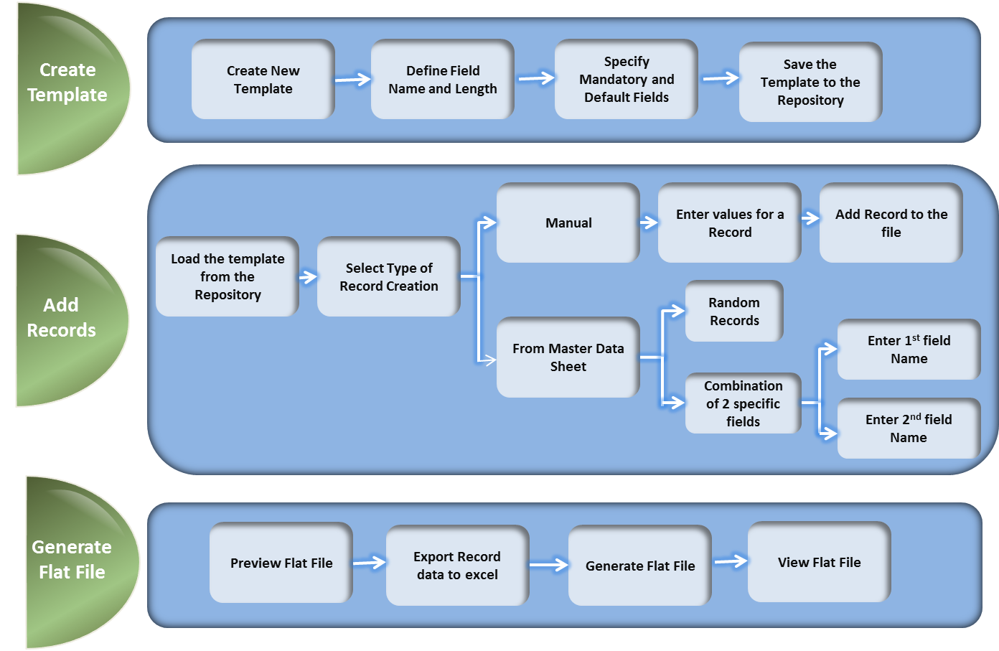 Create
Template
Create New
Template
Define Field
Name and Length
Specify
Mandatory and
Default Fields
Save the
Template to the
Repository
Add
Records
Load the template
from the
Repository
Select Type of
Record Creation
Manual
Enter values for a
Record
Add Record to the
file
From Master Data
Sheet
Random
Records
Combination
of 2 specific
fields
Enter 1st field
Name
Enter 2nd field
Name
Generate
Flat File
Preview Flat File
Export Record
data to excel
Generate Flat File
View Flat File